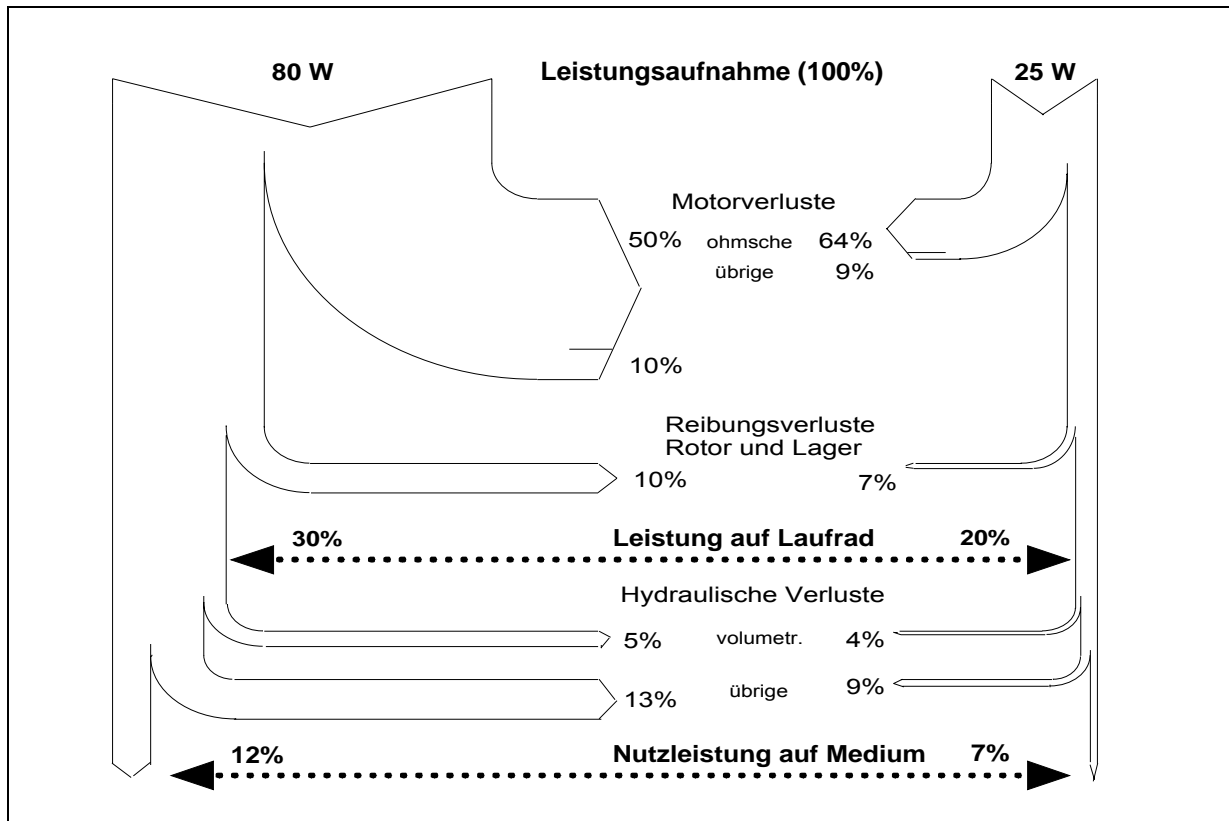 80 W Leistungsaufnahme (100%) 25 W
Motorverluste
50% ohmsche 64%
übrige 9%
10%
Reibungsverluste
Rotor und Lager
10% 7%
30% Leistung auf Laufrad 20%
Hydraulische Verluste
5% volumetr. 4%
13% übrige 9%
12% Nutzleistung auf Medium 7%